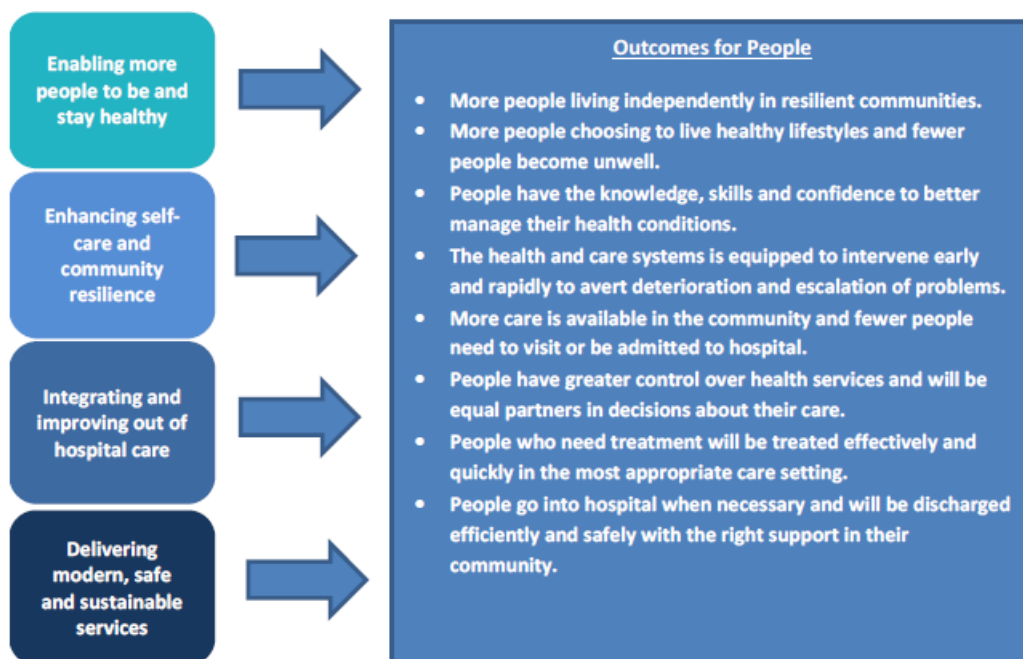 Enabling more
people to be and
stay healthy
Enhancing self-
care and
community
resilience
Integrating and
improving out of
hospital care
Delivering
modern, safe
and sustainable
services
Outcomes for People
• More people living independently in resilient communities.
• More people choosing to live healthy lifestyles and fewer
people become unwell.
• People have the knowledge, skills and confidence to better
manage their health conditions.
• The health and care systems is equipped to intervene early
and rapidly to avert deterioration and escalation of problems.
• More care is available in the community and fewer people
need to visit or be admitted to hospital.
• People have greater control over health services and will be
equal partners in decisions about their care.
• People who need treatment will be treated effectively and
quickly in the most appropriate care setting.
• People go into hospital when necessary and will be discharged
efficiently and safely with the right support in their
community.